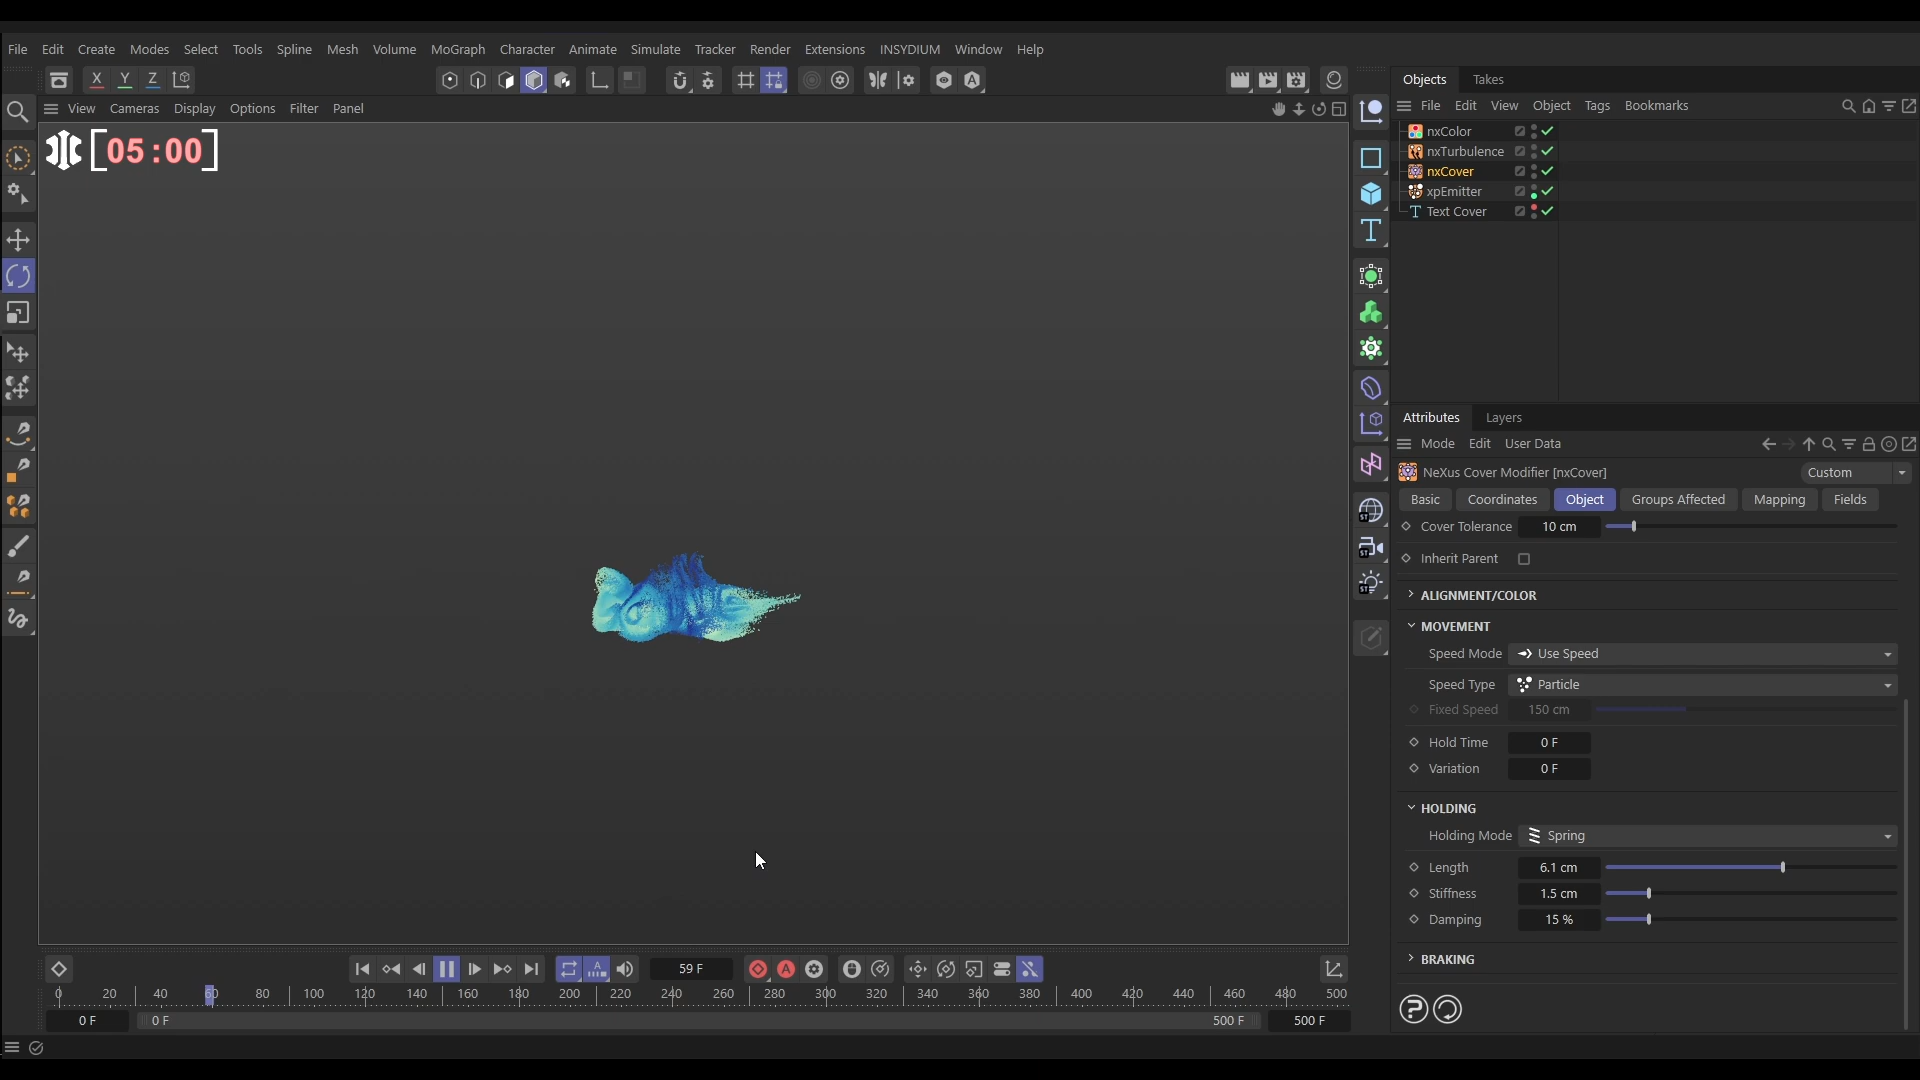 File Edit Create Modes Select Tools Spline Mesh Volume MoGraph Character Animate Simulate Tracker Render Extensions INSYDIUM Window Help
X Y Z
Objects Takes
View Cameras Display Options Filter Panel
File Edit View Object Tags Bookmarks
[05:00]
nxColor
nxTurbulence
nxCover
xpEmitter
Text Cover
Attributes Layers
Mode Edit User Data
NeXus Cover Modifier [nxCover]
Custom
Basic Coordinates Object Groups Affected Mapping Fields
Cover Tolerance 10 cm
Inherit Parent
ALIGNMENT/COLOR
MOVEMENT
Speed Mode Use Speed
Speed Type Particle
Fixed Speed 150 cm
Hold Time 0 F
Variation 0 F
HOLDING
Holding Mode Spring
Length 6.1 cm
Stiffness 1.5 cm
Damping 15 %
BRAKING
59 F
0 20 40 60 80 100 120 140 160 180 200 220 240 260 280 300 320 340 360 380 400 420 440 460 480 500
0 F 0 F 500 F 500 F